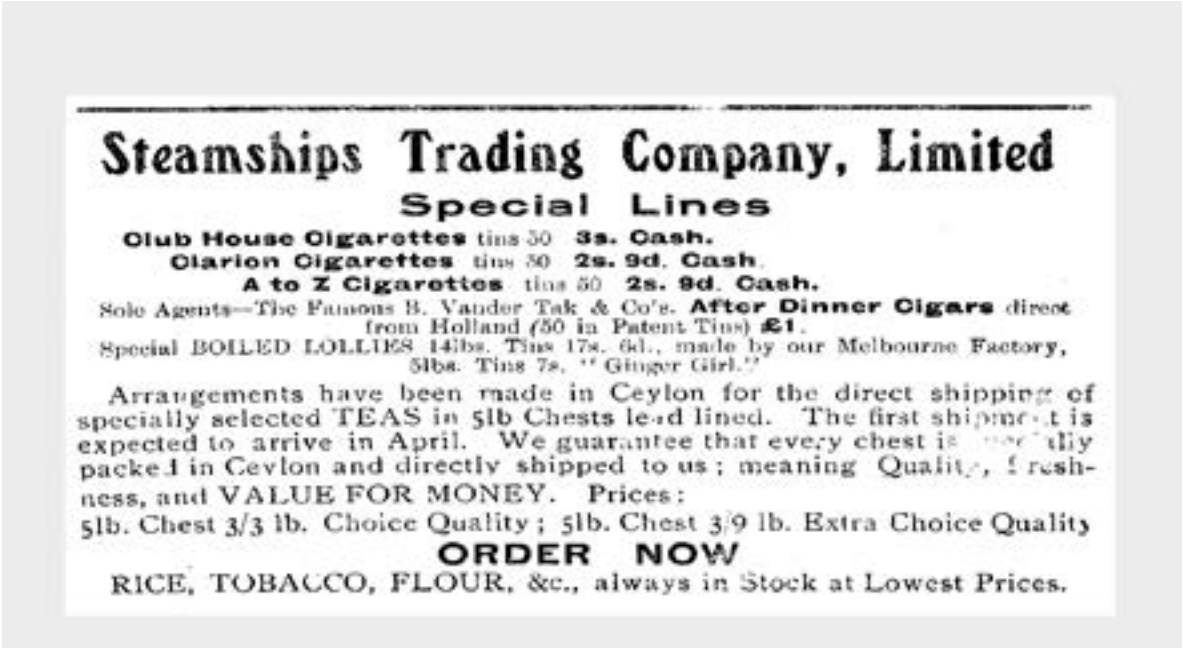 Steamships Trading Company, Limited
Special Lines
Club House Cigarettes tins 50 3s. Cash.
Clarion Cigarettes tins 50 2s. 9d. Cash.
A to Z Cigarettes tins 50 2s. 9d. Cash.
Sole Agents—The Famous B. Vander Tak & Co's. After Dinner Cigars direct
from Holland (50 in Patent Tins) £1.
Special BOILED LOLLIES 14lbs. Tins 17s. 6d., made by our Melbourne Factory,
5lbs. Tins 7s. "Ginger Girl."
Arrangements have been made in Ceylon for the direct shipping of
specially selected TEAS in 5lb Chests lead lined. The first shipment is
expected to arrive in April. We guarantee that every chest is
packed in Ceylon and directly shipped to us; meaning Quality, fresh-
ness, and VALUE FOR MONEY. Prices:
5lb. Chest 3/3 lb. Choice Quality; 5lb. Chest 3/9 lb. Extra Choice Quality
ORDER NOW
RICE, TOBACCO, FLOUR, &c., always in Stock at Lowest Prices.